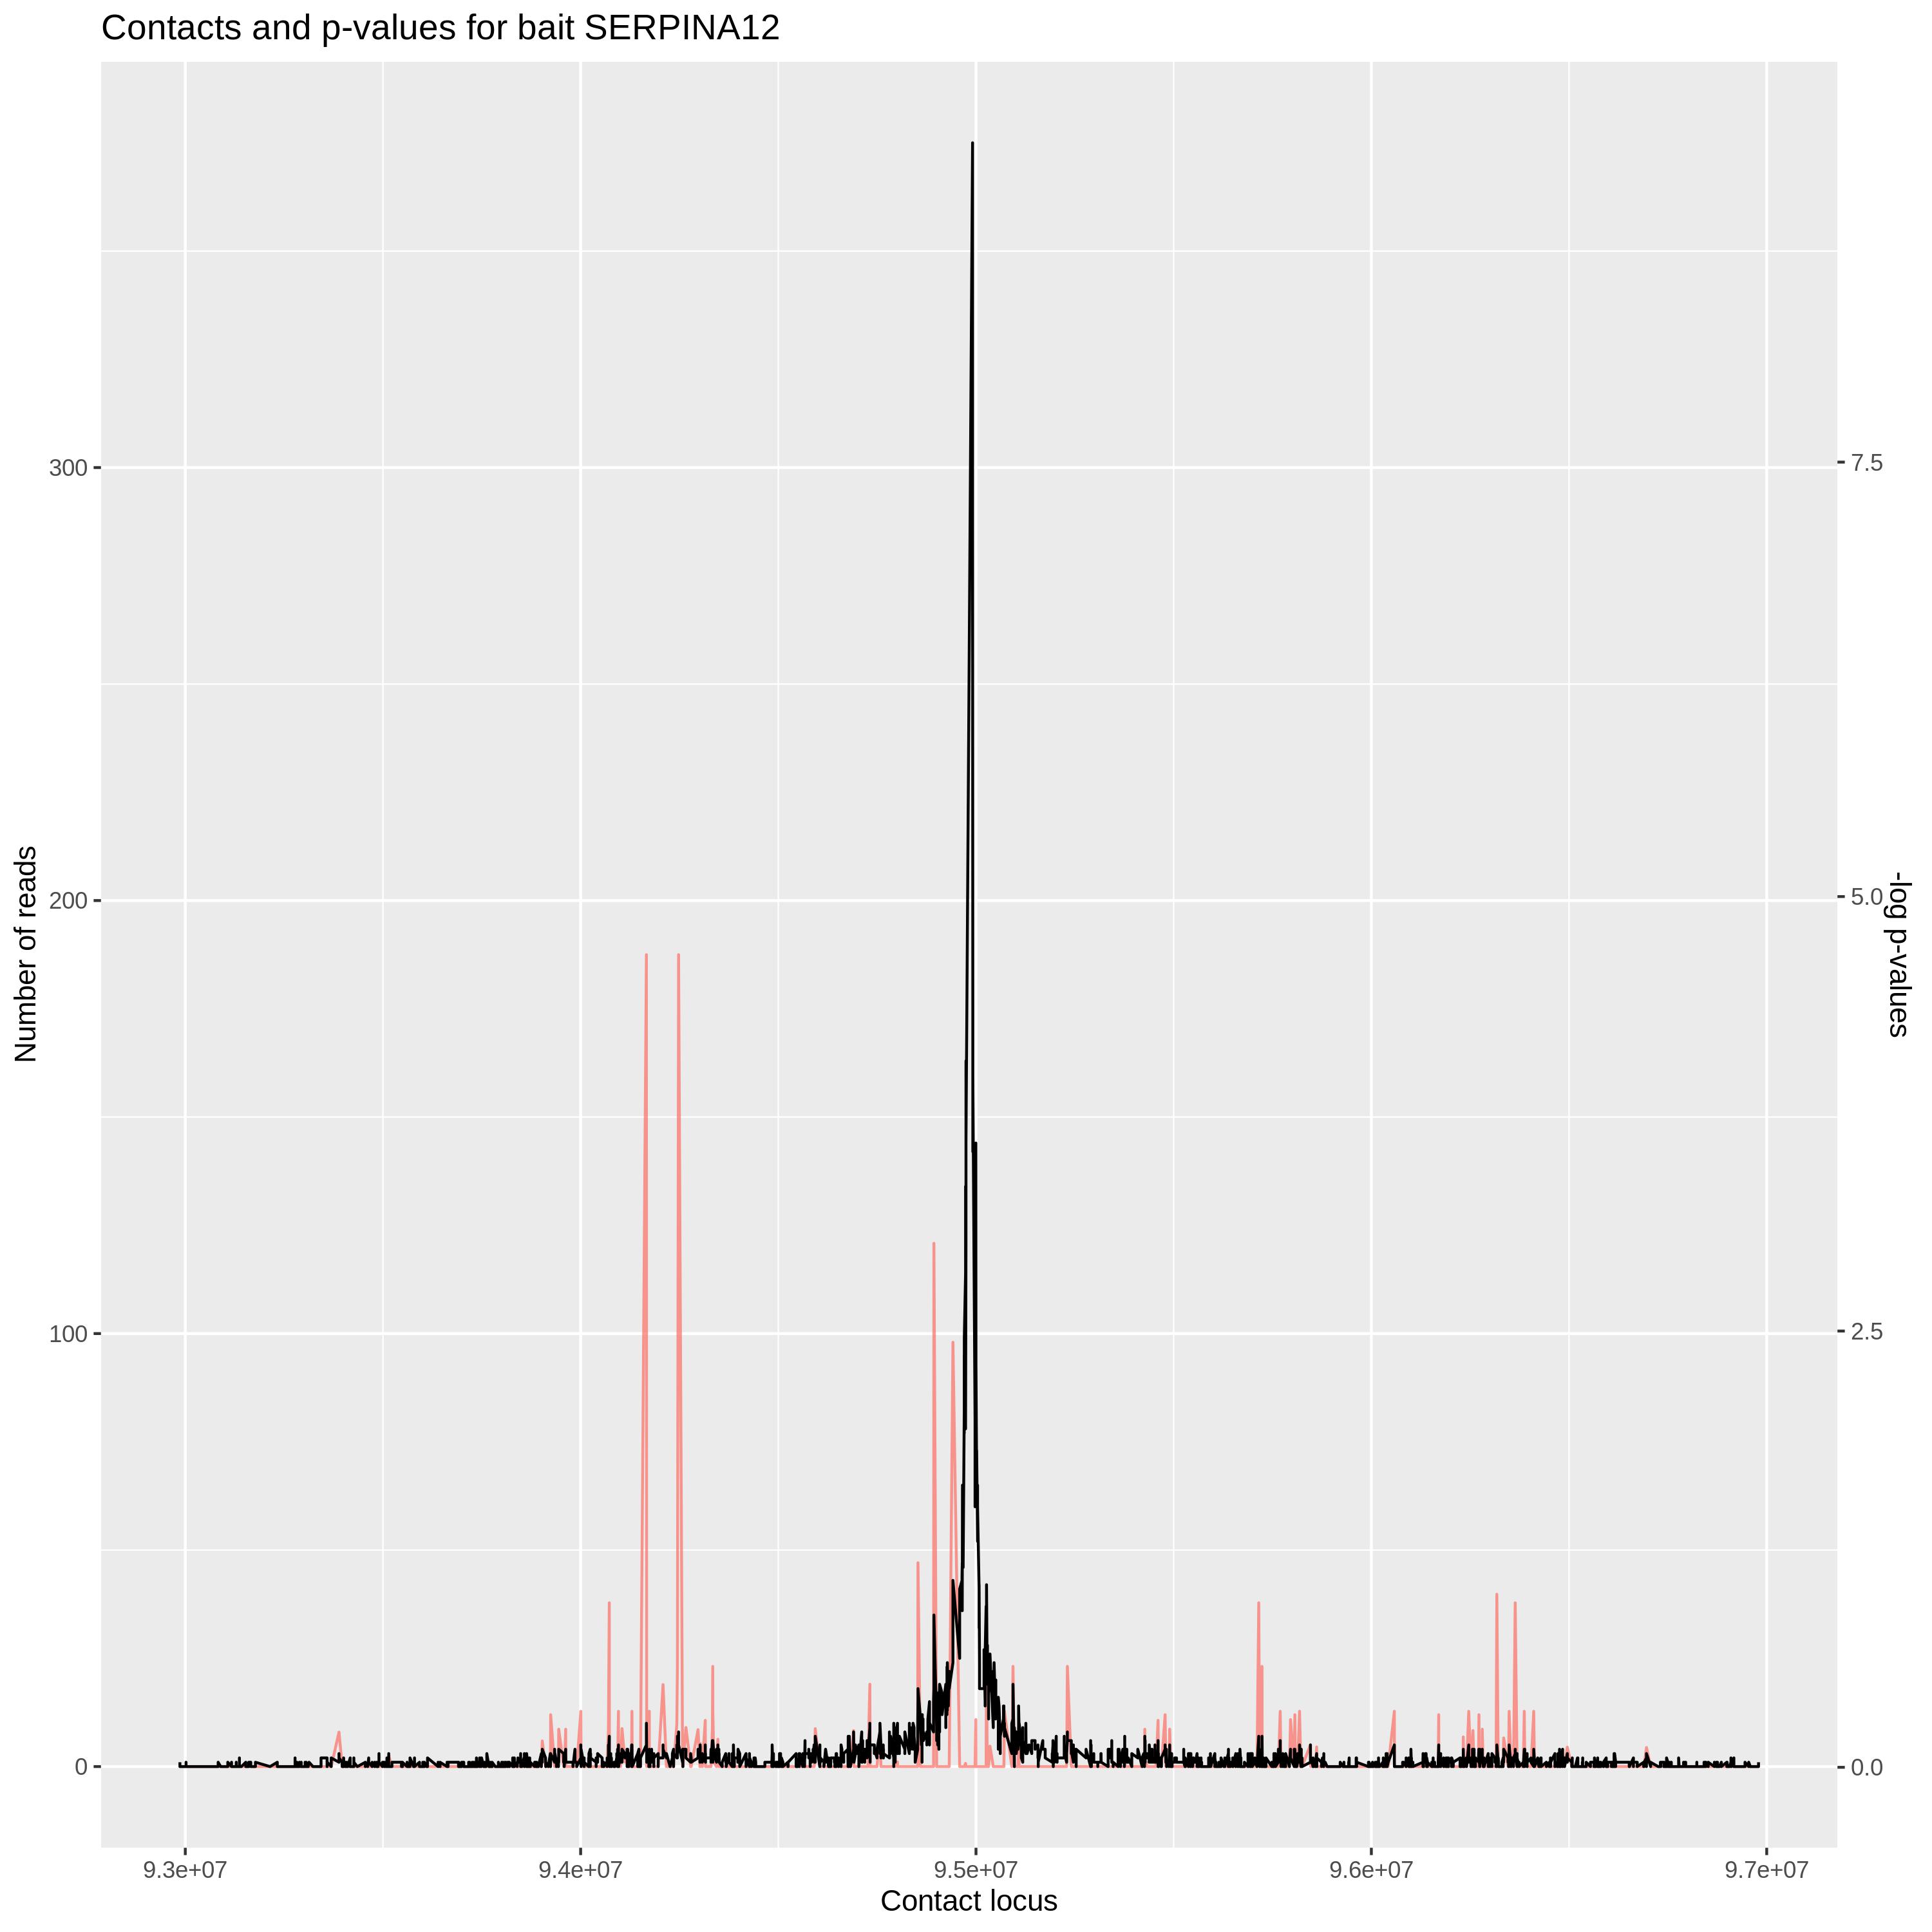 Contacts and p-values for bait SERPINA12
Number of reads
300
200
100
0
7.5
5.0
2.5
0.0
-log p-values
9.3e+07
9.4e+07
9.5e+07
9.6e+07
9.7e+07
Contact locus